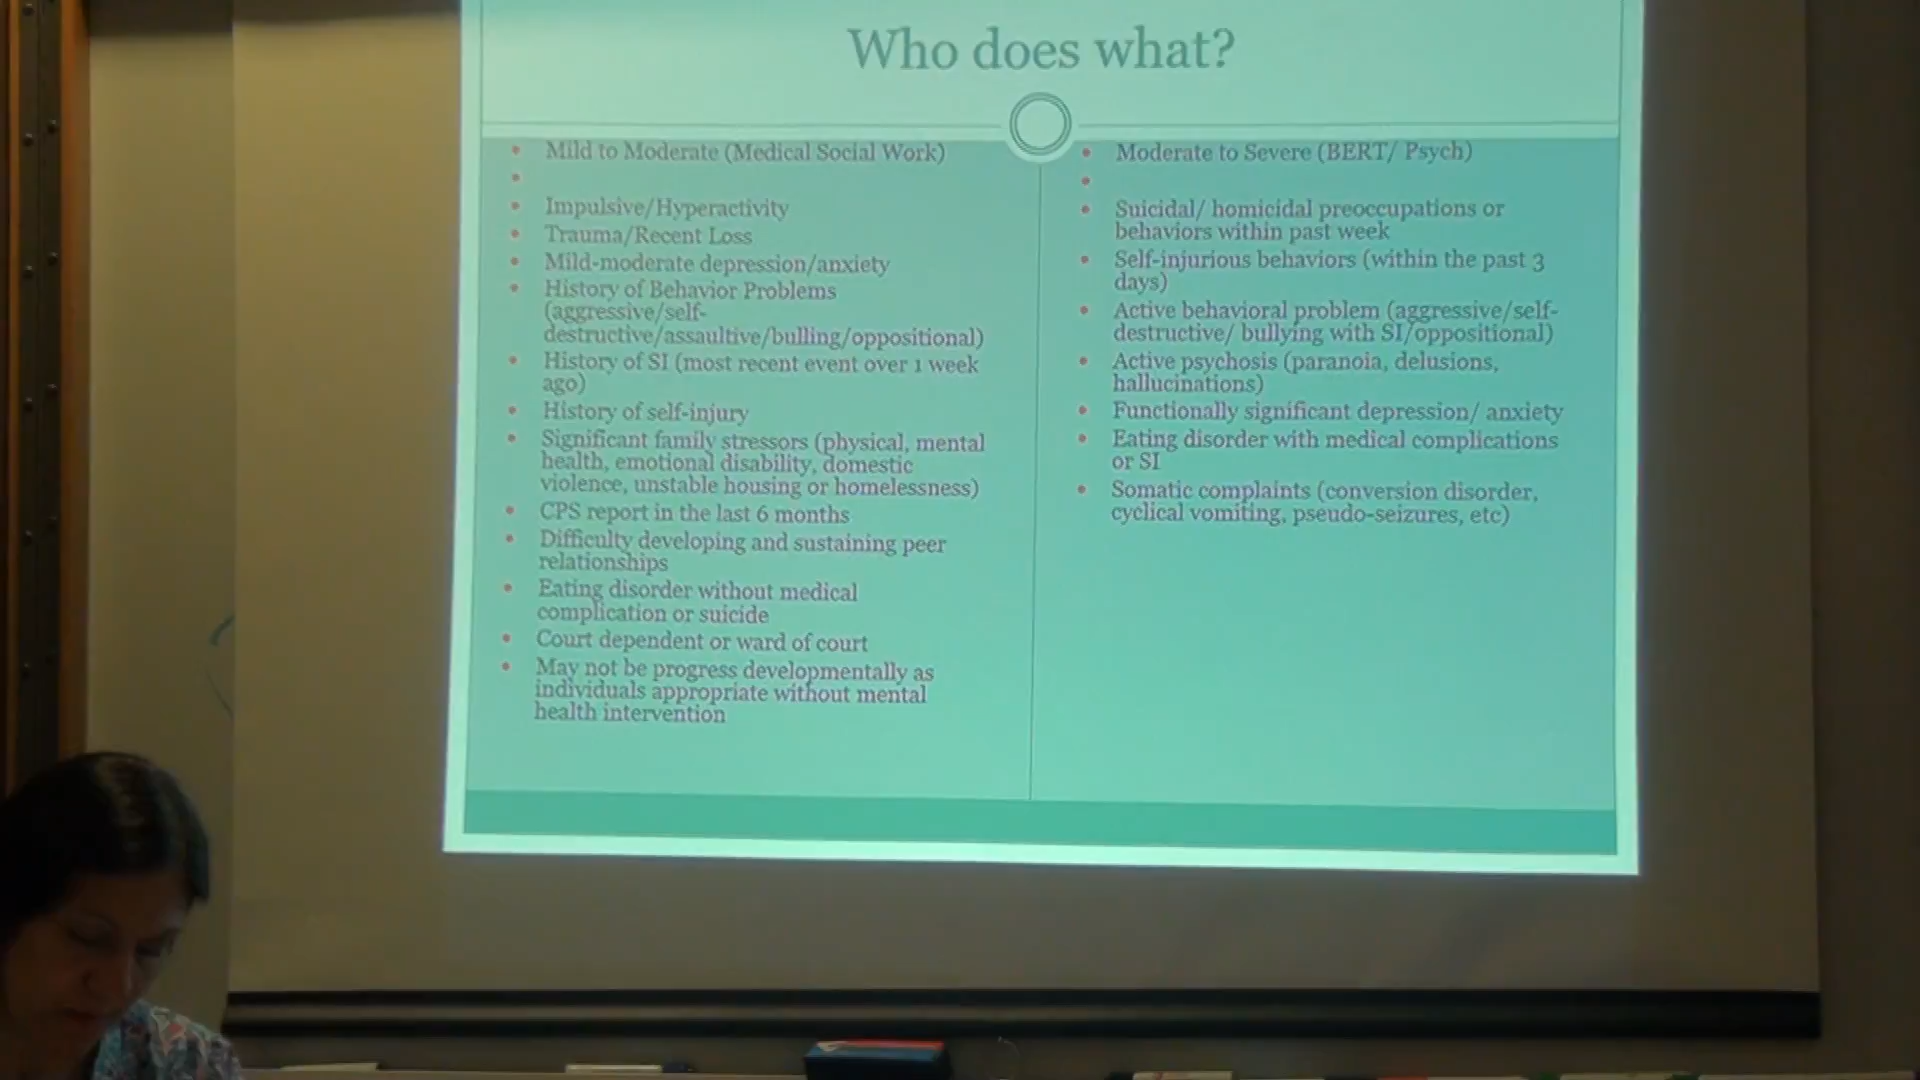 Who does what?
Mild to Moderate (Medical Social Work)
Impulsive/Hyperactivity
Trauma/Recent Loss
Mild-moderate depression/anxiety
History of Behavior Problems
(aggressive/self-
destructive/assaultive/bulling/oppositional)
History of SI (most recent event over 1 week
ago)
History of self-injury
Significant family stressors (physical, mental
health, emotional disability, domestic
violence, unstable housing or homelessness)
CPS report in the last 6 months
Difficulty developing and sustaining peer
relationships
Eating disorder without medical
complication or suicide
Court dependent or ward of court
May not be progress developmentally as
individuals appropriate without mental
health intervention
Moderate to Severe (BERT/ Psych)
Suicidal/ homicidal preoccupations or
behaviors within past week
Self-injurious behaviors (within the past 3
days)
Active behavioral problem (aggressive/self-
destructive/ bullying with SI/oppositional)
Active psychosis (paranoia, delusions,
hallucinations)
Functionally significant depression/ anxiety
Eating disorder with medical complications
or SI
Somatic complaints (conversion disorder,
cyclical vomiting, pseudo-seizures, etc)